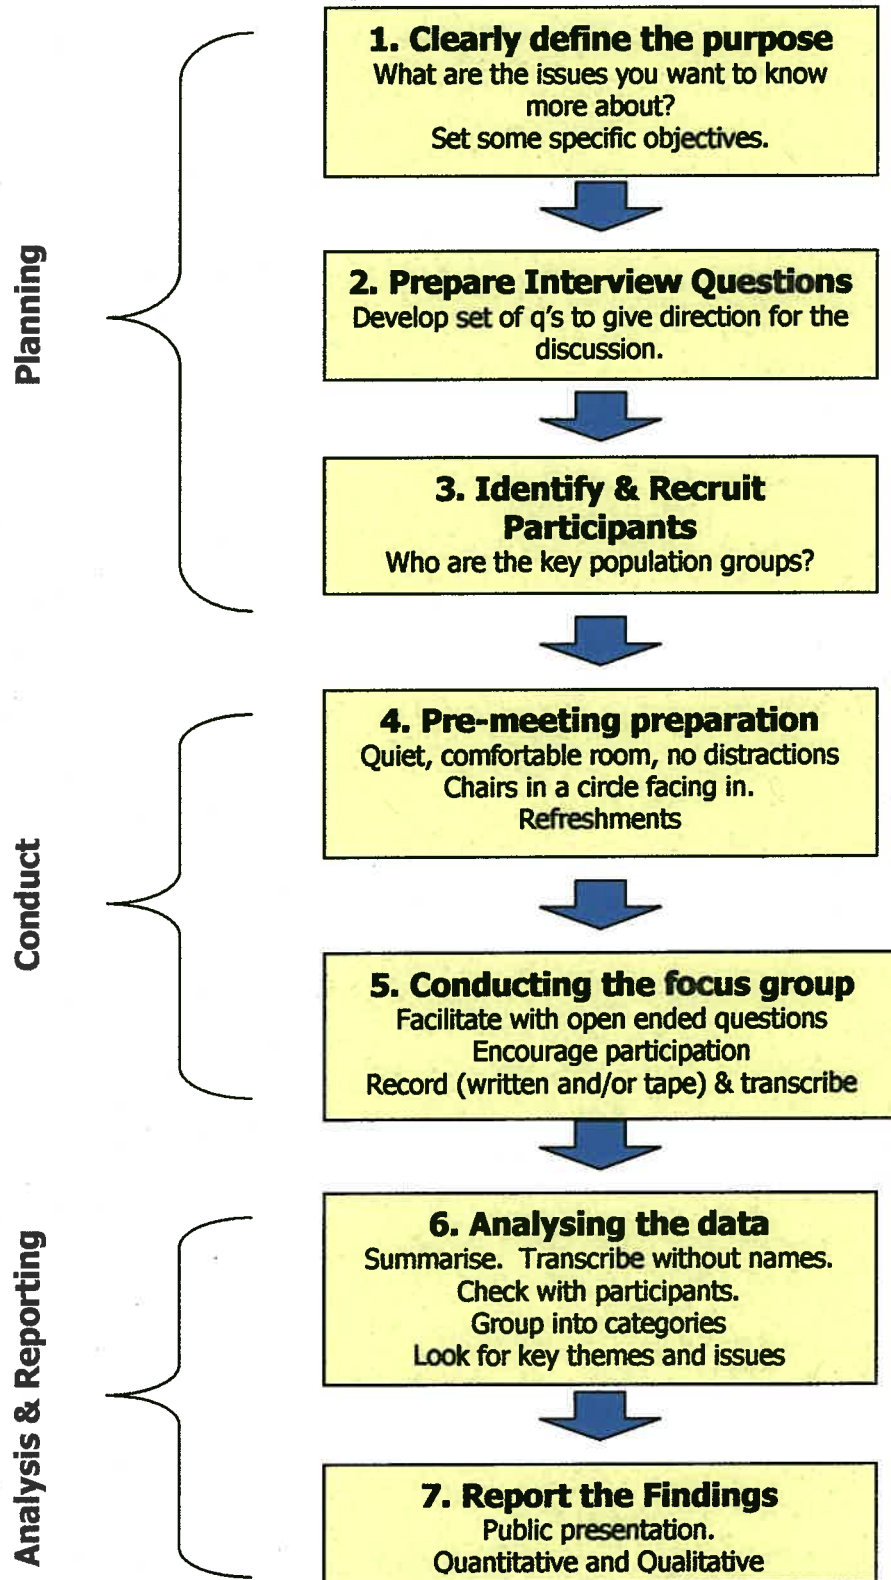 Planning
1. Clearly define the purpose
What are the issues you want to know
more about?
Set some specific objectives.
2. Prepare Interview Questions
Develop set of q's to give direction for the
discussion.
3. Identify & Recruit
Participants
Who are the key population groups?
Conduct
4. Pre-meeting preparation
Quiet, comfortable room, no distractions
Chairs in a circle facing in.
Refreshments
5. Conducting the focus group
Facilitate with open ended questions
Encourage participation
Record (written and/or tape) & transcribe
Analysis & Reporting
6. Analysing the data
Summarise.  Transcribe without names.
Check with participants.
Group into categories
Look for key themes and issues
7. Report the Findings
Public presentation.
Quantitative and Qualitative